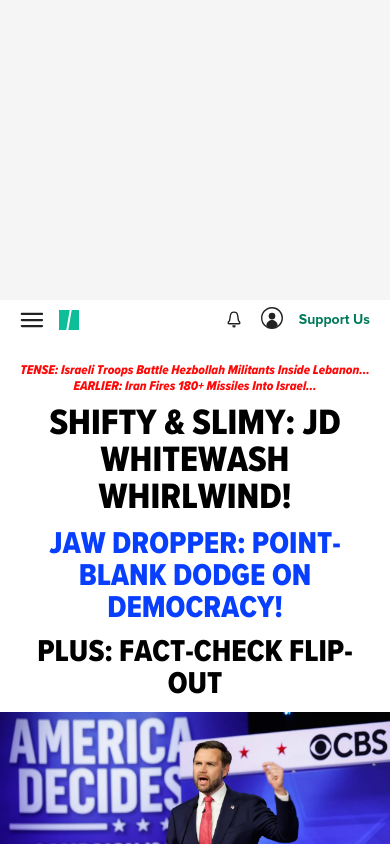 Support Us
TENSE: Israeli Troops Battle Hezbollah Militants Inside Lebanon...
EARLIER: Iran Fires 180+ Missiles Into Israel...
SHIFTY & SLIMY: JD
WHITEWASH
WHIRLWIND!
JAW DROPPER: POINT-
BLANK DODGE ON
DEMOCRACY!
PLUS: FACT-CHECK FLIP-
OUT
AMERICA
DECIDES
CBS